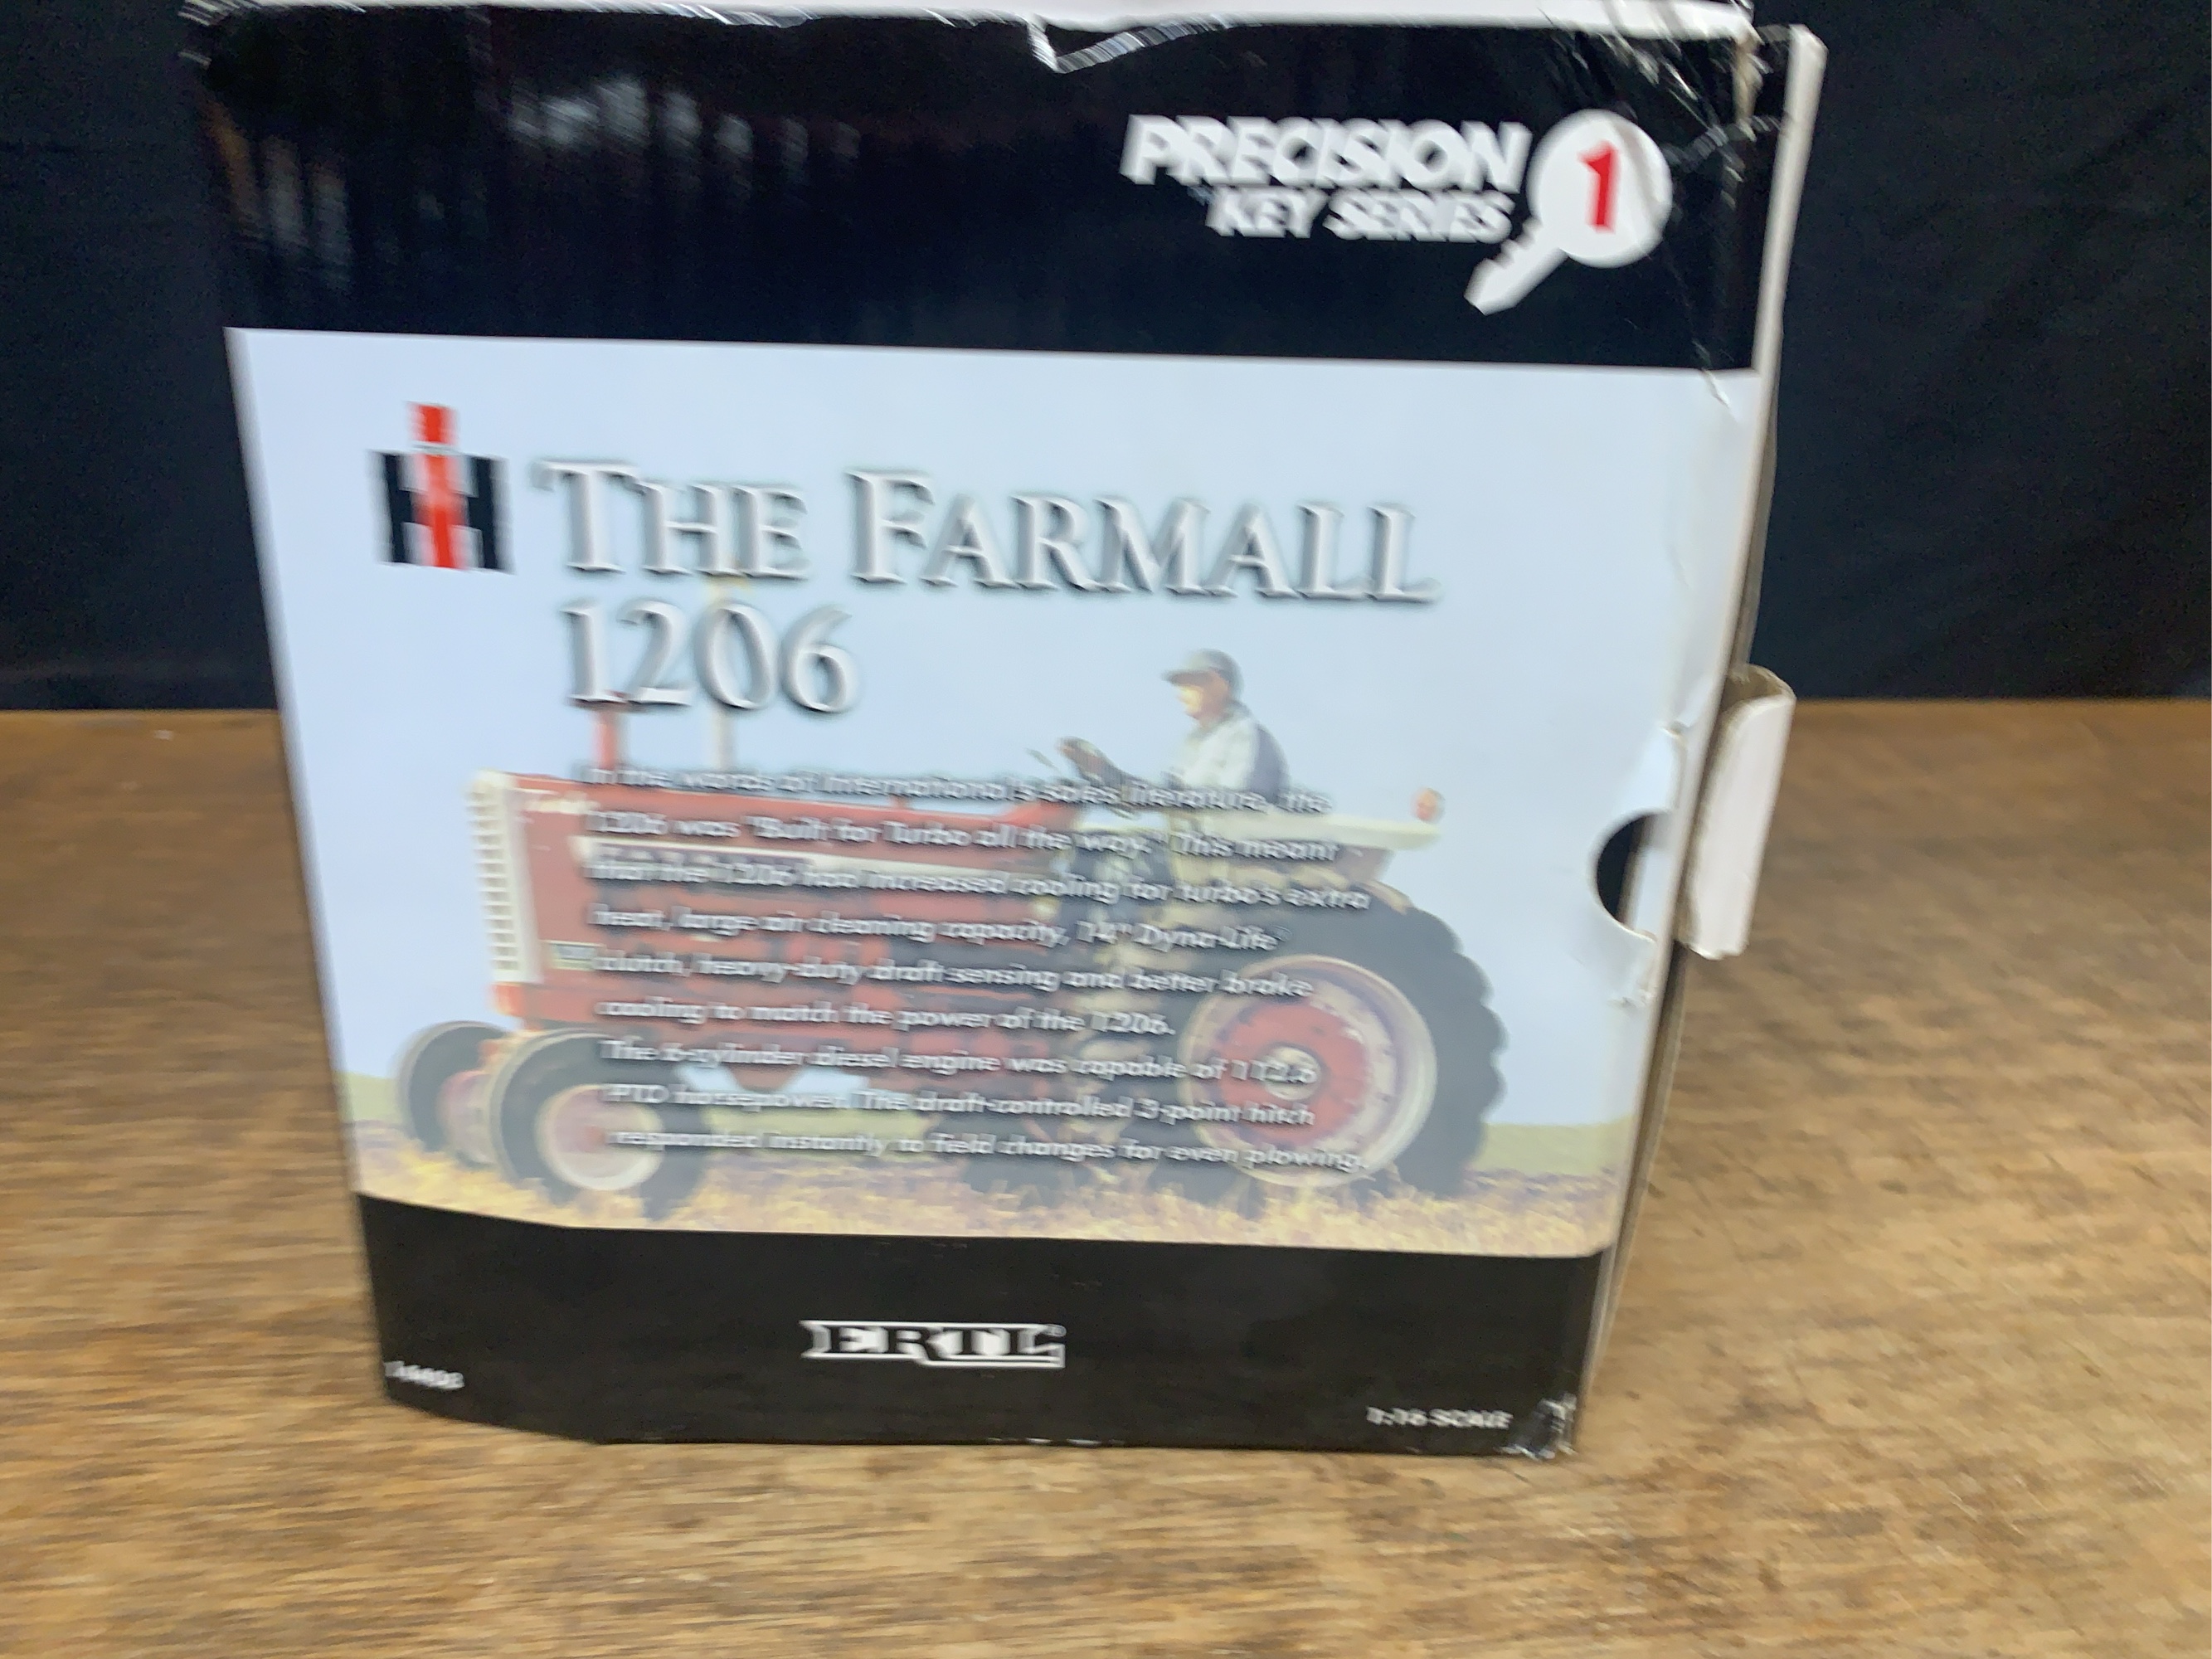 PRECISION
KEY SERIES
1
IH
THE FARMALL
1206
In the words of International's sales literature, the
1206 was "Built for Turbo all the way." This meant
that the 1206 had increased cooling for turbo's extra
heat, large air cleaning capacity, 14" Dyna-Life
clutch, heavy-duty draft sensing and better brake
cooling to match the power of the 1206.
The 6-cylinder diesel engine was capable of 112.6
PTO horsepower. The draft-controlled 3-point hitch
responded instantly to field changes for even plowing.
ERTL®
1:16 SCALE